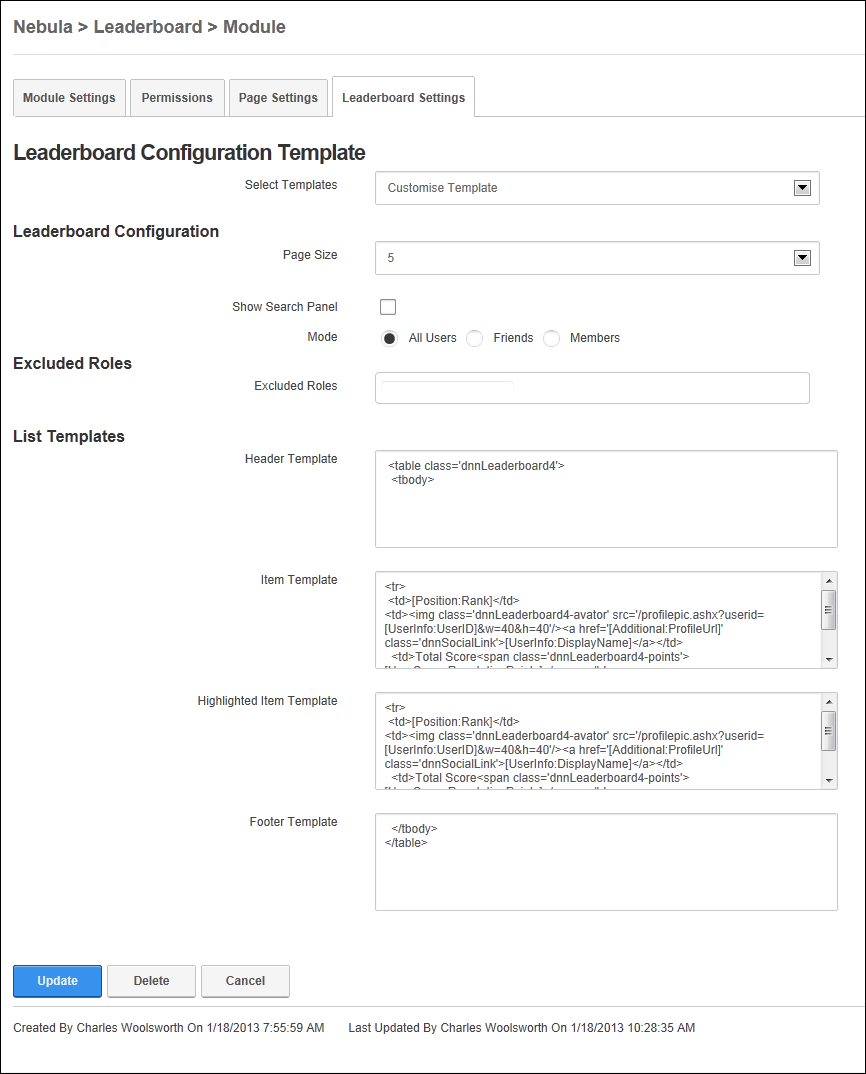 Nebula > Leaderboard > Module
Module Settings
Permissions
Page Settings
Leaderboard Settings
Leaderboard Configuration Template
Select Templates
Customise Template
Leaderboard Configuration
Page Size
5
Show Search Panel
Mode
All Users
Friends
Members
Excluded Roles
Excluded Roles
List Templates
Header Template
<table class='dnnLeaderboard4'>
<tbody>
Item Template
<tr>
<td>[Position:Rank]</td>
<td><img class='dnnLeaderboard4-avator' src='/profilepic.ashx?userid=
[UserInfo:UserID]&w=40&h=40'/><a href='[Additional:ProfileUrl]'
class='dnnSocialLink'>[UserInfo:DisplayName]</a></td>
<td>Total Score<span class='dnnLeaderboard4-points'>
Highlighted Item Template
<tr>
<td>[Position:Rank]</td>
<td><img class='dnnLeaderboard4-avator' src='/profilepic.ashx?userid=
[UserInfo:UserID]&w=40&h=40'/><a href='[Additional:ProfileUrl]'
class='dnnSocialLink'>[UserInfo:DisplayName]</a></td>
<td>Total Score<span class='dnnLeaderboard4-points'>
Footer Template
</tbody>
</table>
Update
Delete
Cancel
Created By Charles Woolsworth On 1/18/2013 7:55:59 AM
Last Updated By Charles Woolsworth On 1/18/2013 10:28:35 AM